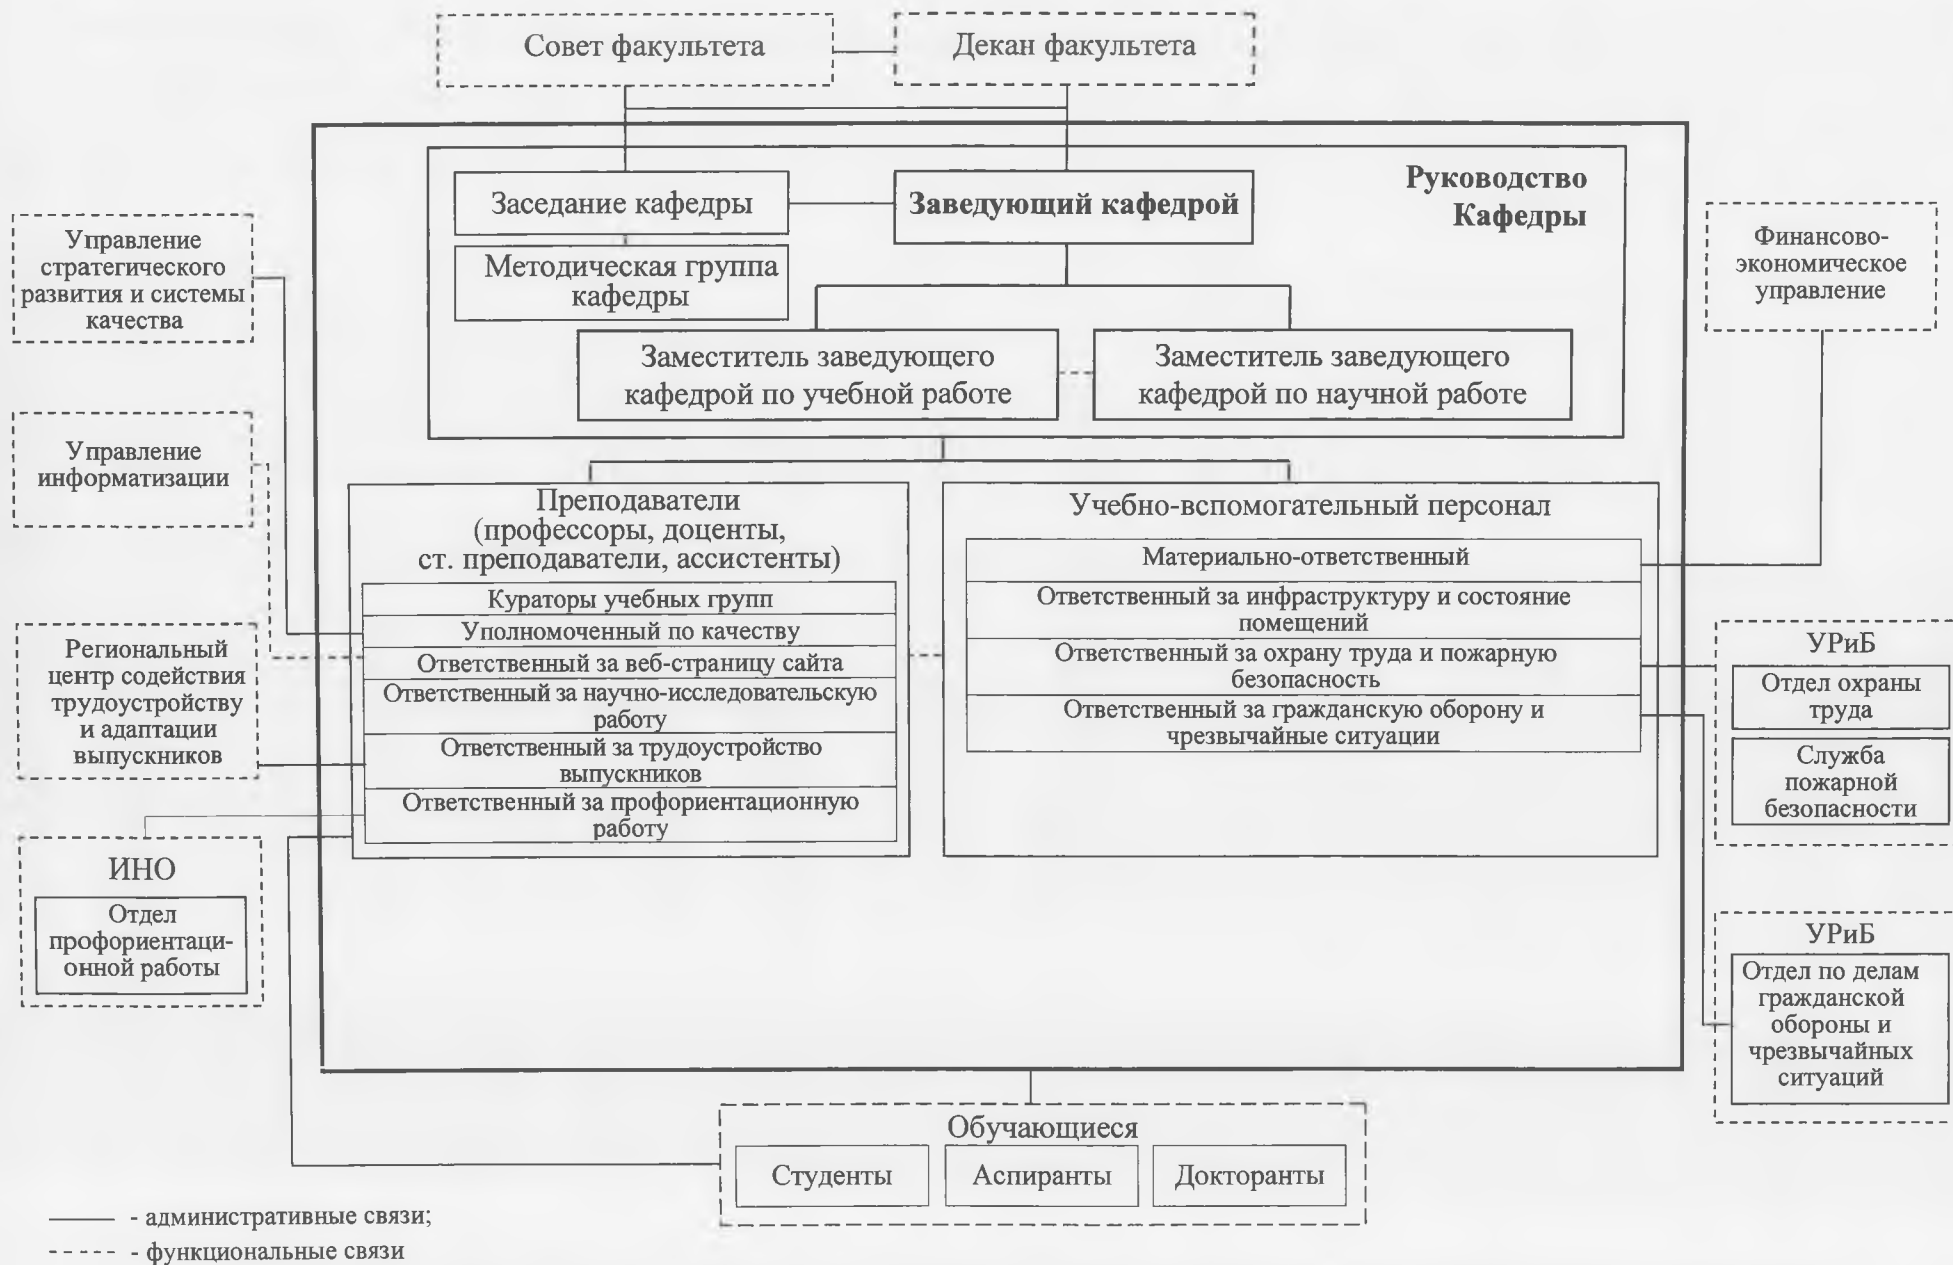 Совет факультета
Декан факультета
Руководство
Кафедры
Заседание кафедры
Заведующий кафедрой
Методическая группа
кафедры
Заместитель заведующего
кафедрой по учебной работе
Заместитель заведующего
кафедрой по научной работе
Управление
стратегического
развития и системы
качества
Управление
информатизации
Региональный
центр содействия
трудоустройству
и адаптации
выпускников
ИНО
Отдел
профориентаци-
онной работы
Преподаватели
(профессоры, доценты,
ст. преподаватели, ассистенты)
Кураторы учебных групп
Уполномоченный по качеству
Ответственный за веб-страницу сайта
Ответственный за научно-исследовательскую
работу
Ответственный за трудоустройство
выпускников
Ответственный за профориентационную
работу
Учебно-вспомогательный персонал
Материально-ответственный
Ответственный за инфраструктуру и состояние
помещений
Ответственный за охрану труда и пожарную
безопасность
Ответственный за гражданскую оборону и
чрезвычайные ситуации
Финансово-
экономическое
управление
УРиБ
Отдел охраны
труда
Служба
пожарной
безопасности
УРиБ
Отдел по делам
гражданской
обороны и
чрезвычайных
ситуаций
Обучающиеся
Студенты
Аспиранты
Докторанты
- административные связи;
- функциональные связи